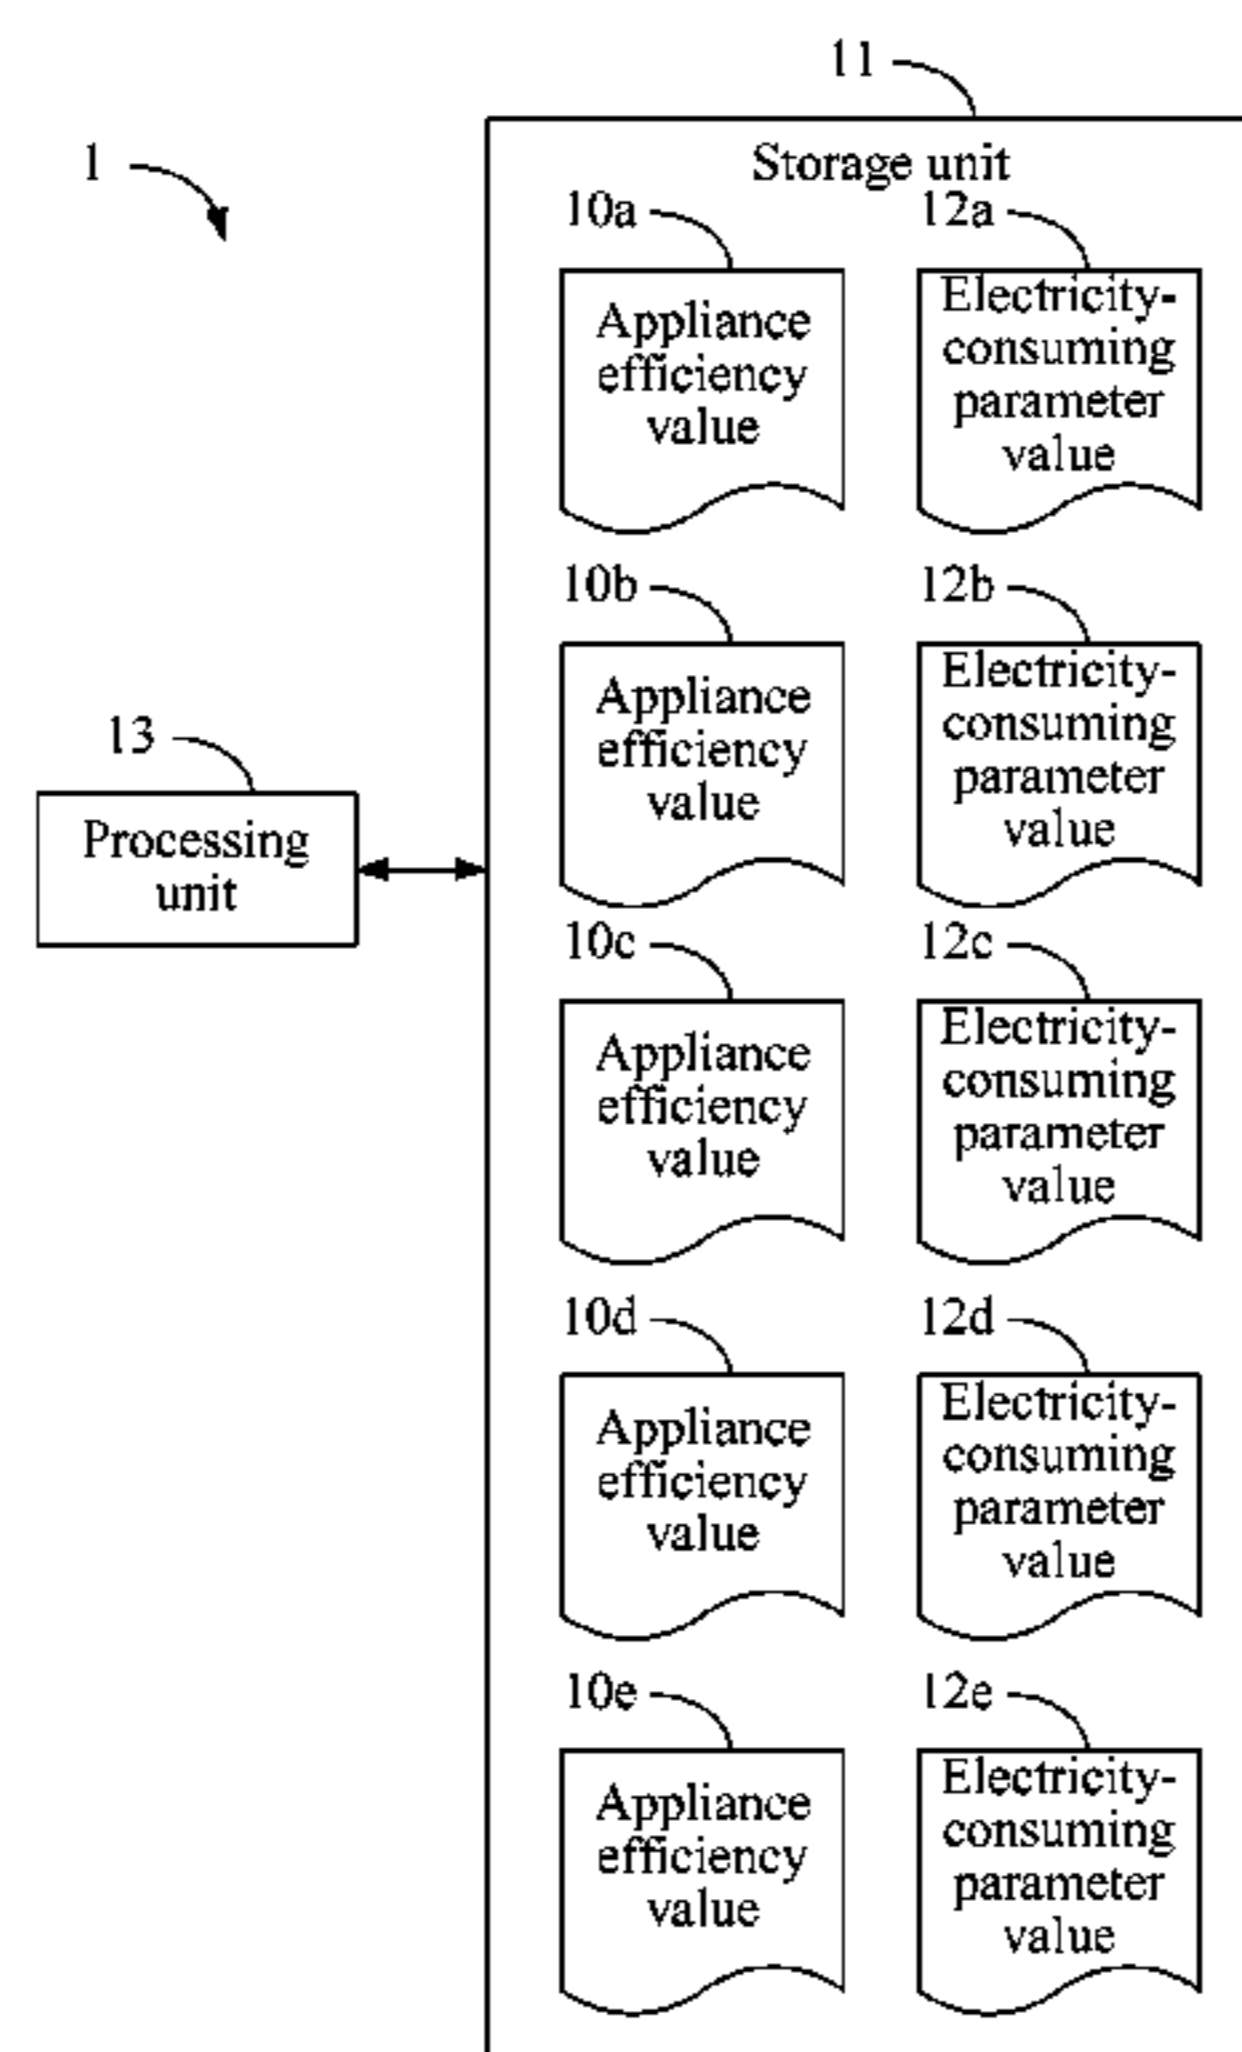 11
1
Storage unit
10a
12a
Appliance
efficiency
value
Electricity-
consuming
parameter
value
10b
12b
Appliance
efficiency
value
Electricity-
consuming
parameter
value
13
Processing
unit
10c
12c
Appliance
efficiency
value
Electricity-
consuming
parameter
value
10d
12d
Appliance
efficiency
value
Electricity-
consuming
parameter
value
10e
12e
Appliance
efficiency
value
Electricity-
consuming
parameter
value